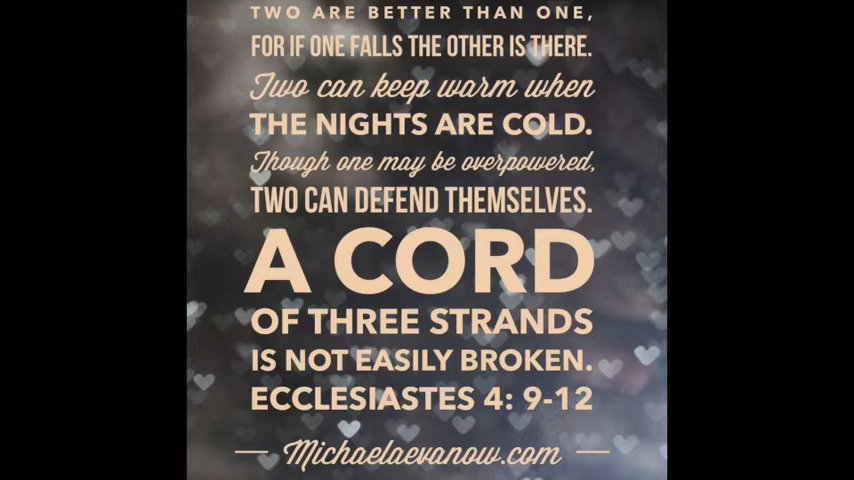 TWO ARE BETTER THAN ONE,
FOR IF ONE FALLS THE OTHER IS THERE.
Two can keep warm when
THE NIGHTS ARE COLD.
Though one may be overpowered,
TWO CAN DEFEND THEMSELVES.
A CORD
OF THREE STRANDS
IS NOT EASILY BROKEN.
ECCLESIASTES 4: 9-12
— Michaelaevanow.com —